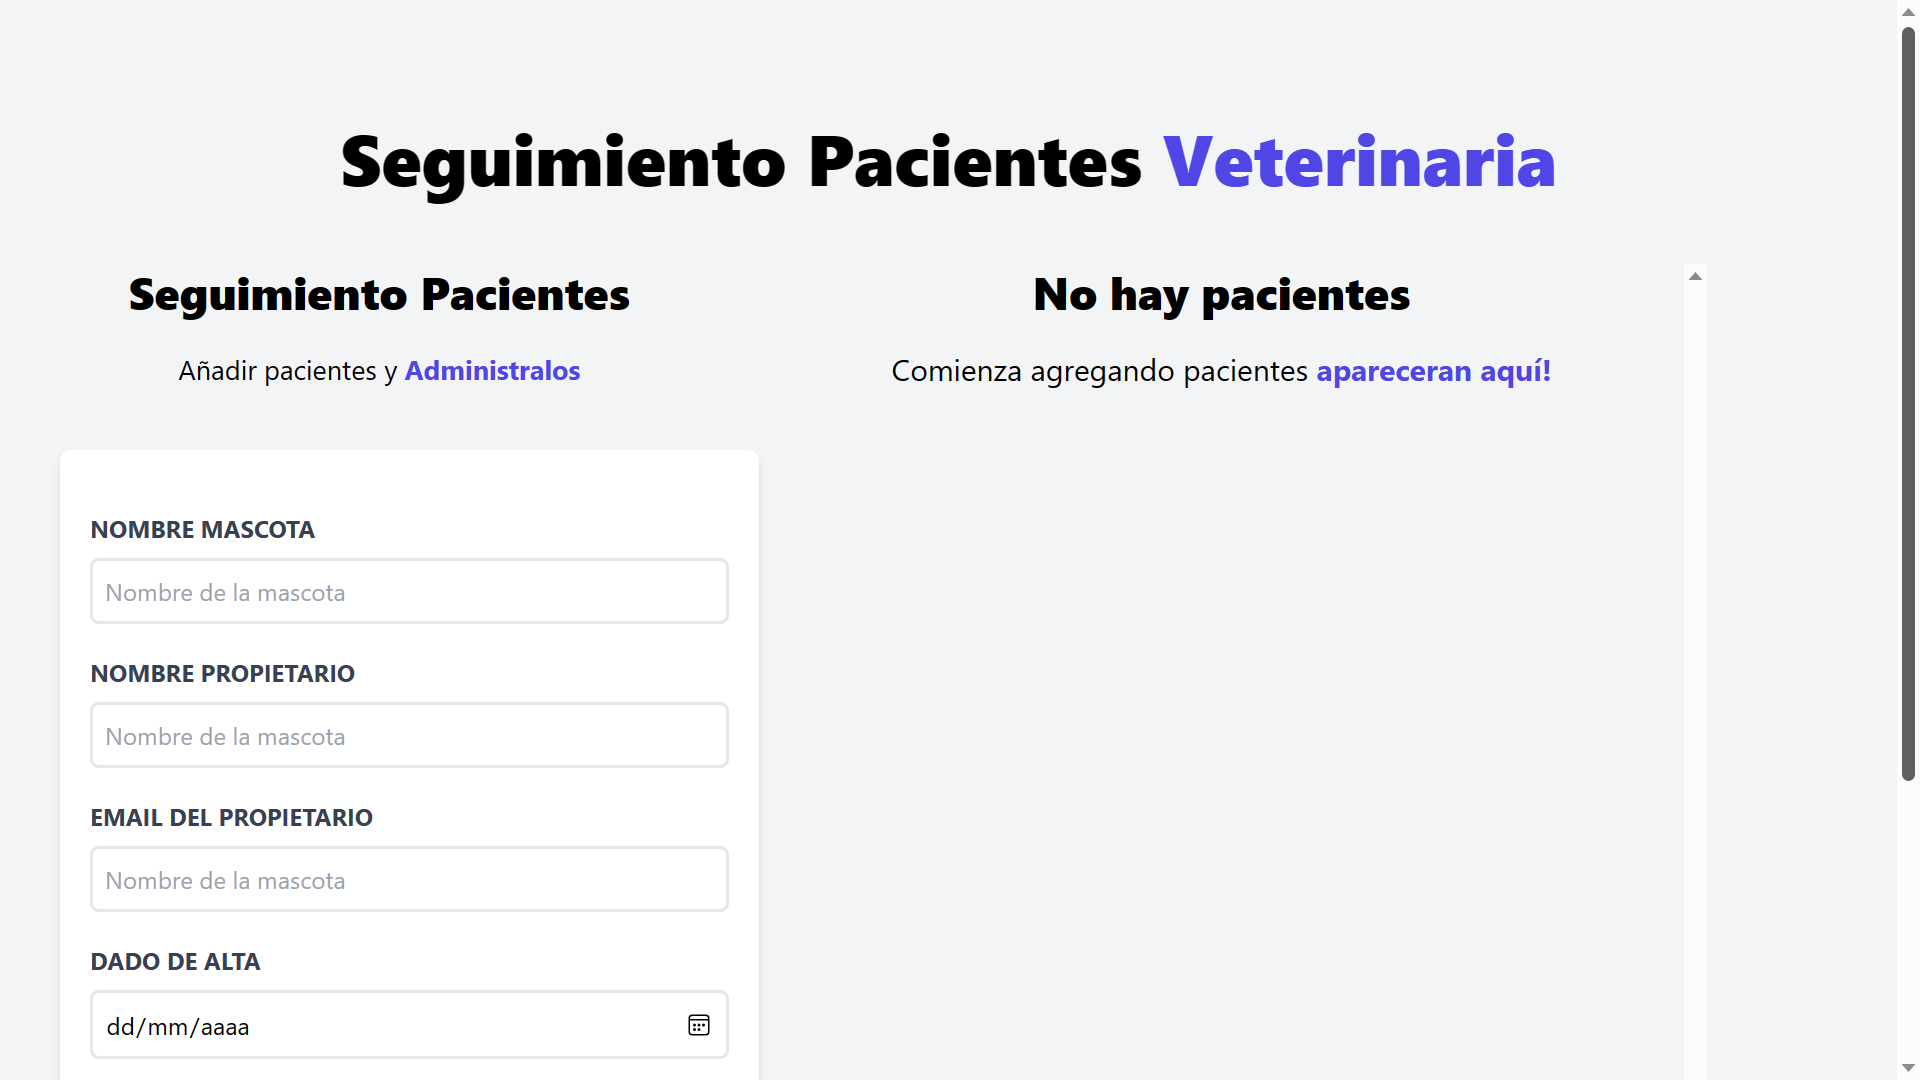 Seguimiento Pacientes Veterinaria
Seguimiento Pacientes
Añadir pacientes y Administralos
NOMBRE MASCOTA
Nombre de la mascota
NOMBRE PROPIETARIO
Nombre de la mascota
EMAIL DEL PROPIETARIO
Nombre de la mascota
DADO DE ALTA
dd/mm/aaaa
No hay pacientes
Comienza agregando pacientes apareceran aquí!